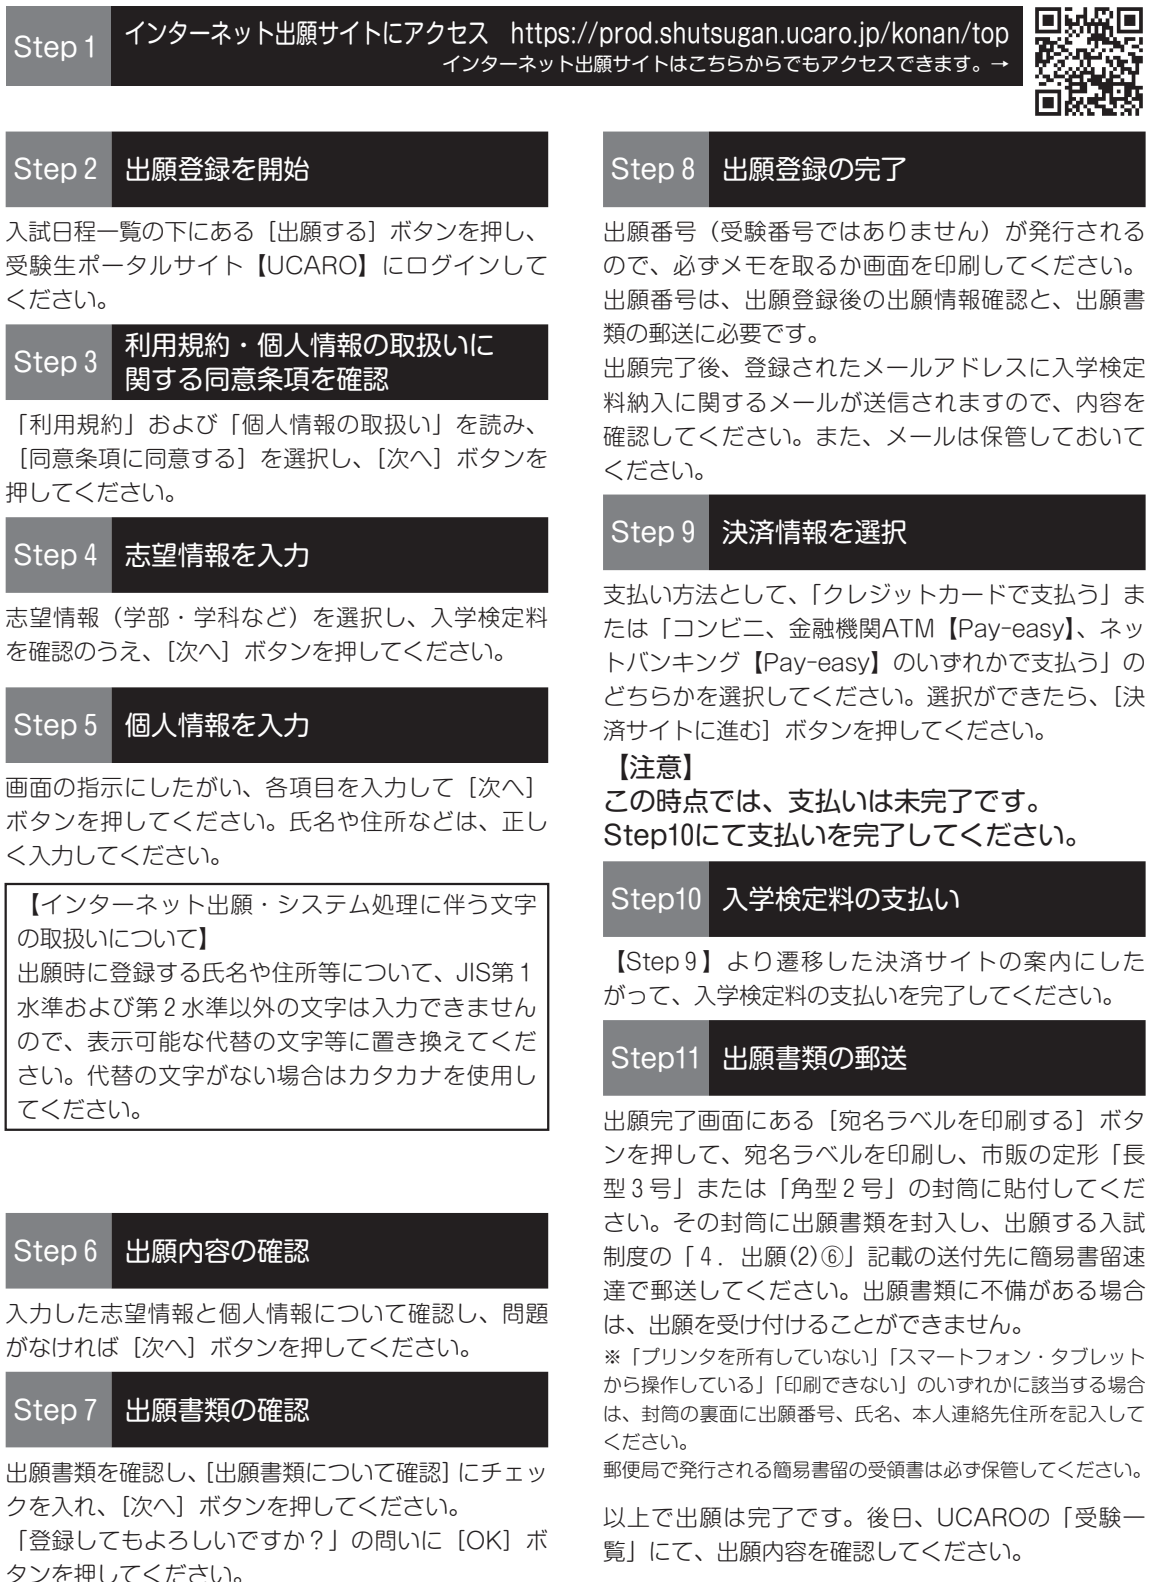 Step 1 インターネット出願サイトにアクセス https://prod.shutsugan.ucaro.jp/konan/top
インターネット出願サイトはこちらからでもアクセスできます。→
Step 2 出願登録を開始
入試日程一覧の下にある［出願する］ボタンを押し、
受験生ポータルサイト【UCARO】にログインして
ください。
Step 3 利用規約・個人情報の取扱いに
関する同意条項を確認
「利用規約」および「個人情報の取扱い」を読み、
［同意条項に同意する］を選択し、［次へ］ボタンを
押してください。
Step 4 志望情報を入力
志望情報（学部・学科など）を選択し、入学検定料
を確認のうえ、［次へ］ボタンを押してください。
Step 5 個人情報を入力
画面の指示にしたがい、各項目を入力して［次へ］
ボタンを押してください。氏名や住所などは、正し
く入力してください。
【インターネット出願・システム処理に伴う文字
の取扱いについて】
出願時に登録する氏名や住所等について、JIS第１
水準および第２水準以外の文字は入力できません
ので、表示可能な代替の文字等に置き換えてくだ
さい。代替の文字がない場合はカタカナを使用し
てください。
Step 6 出願内容の確認
入力した志望情報と個人情報について確認し、問題
がなければ［次へ］ボタンを押してください。
Step 7 出願書類の確認
出願書類を確認し、［出願書類について確認］にチェッ
クを入れ、［次へ］ボタンを押してください。
「登録してもよろしいですか？」の問いに［OK］ボ
タンを押してください。
Step 8 出願登録の完了
出願番号（受験番号ではありません）が発行される
ので、必ずメモを取るか画面を印刷してください。
出願番号は、出願登録後の出願情報確認と、出願書
類の郵送に必要です。
出願完了後、登録されたメールアドレスに入学検定
料納入に関するメールが送信されますので、内容を
確認してください。また、メールは保管しておいて
ください。
Step 9 決済情報を選択
支払い方法として、「クレジットカードで支払う」ま
たは「コンビニ、金融機関ATM【Pay-easy】、ネッ
トバンキング【Pay-easy】のいずれかで支払う」の
どちらかを選択してください。選択ができたら、［決
済サイトに進む］ボタンを押してください。
【注意】
この時点では、支払いは未完了です。
Step10にて支払いを完了してください。
Step10 入学検定料の支払い
【Step９】より遷移した決済サイトの案内にした
がって、入学検定料の支払いを完了してください。
Step11 出願書類の郵送
出願完了画面にある［宛名ラベルを印刷する］ボタ
ンを押して、宛名ラベルを印刷し、市販の定形「長
型３号」または「角型２号」の封筒に貼付してくだ
さい。その封筒に出願書類を封入し、出願する入試
制度の「４．出願(2)⑥」記載の送付先に簡易書留速
達で郵送してください。出願書類に不備がある場合
は、出願を受け付けることができません。
※「プリンタを所有していない」「スマートフォン・タブレット
から操作している」「印刷できない」のいずれかに該当する場合
は、封筒の裏面に出願番号、氏名、本人連絡先住所を記入して
ください。
郵便局で発行される簡易書留の受領書は必ず保管してください。
以上で出願は完了です。後日、UCAROの「受験一
覧」にて、出願内容を確認してください。